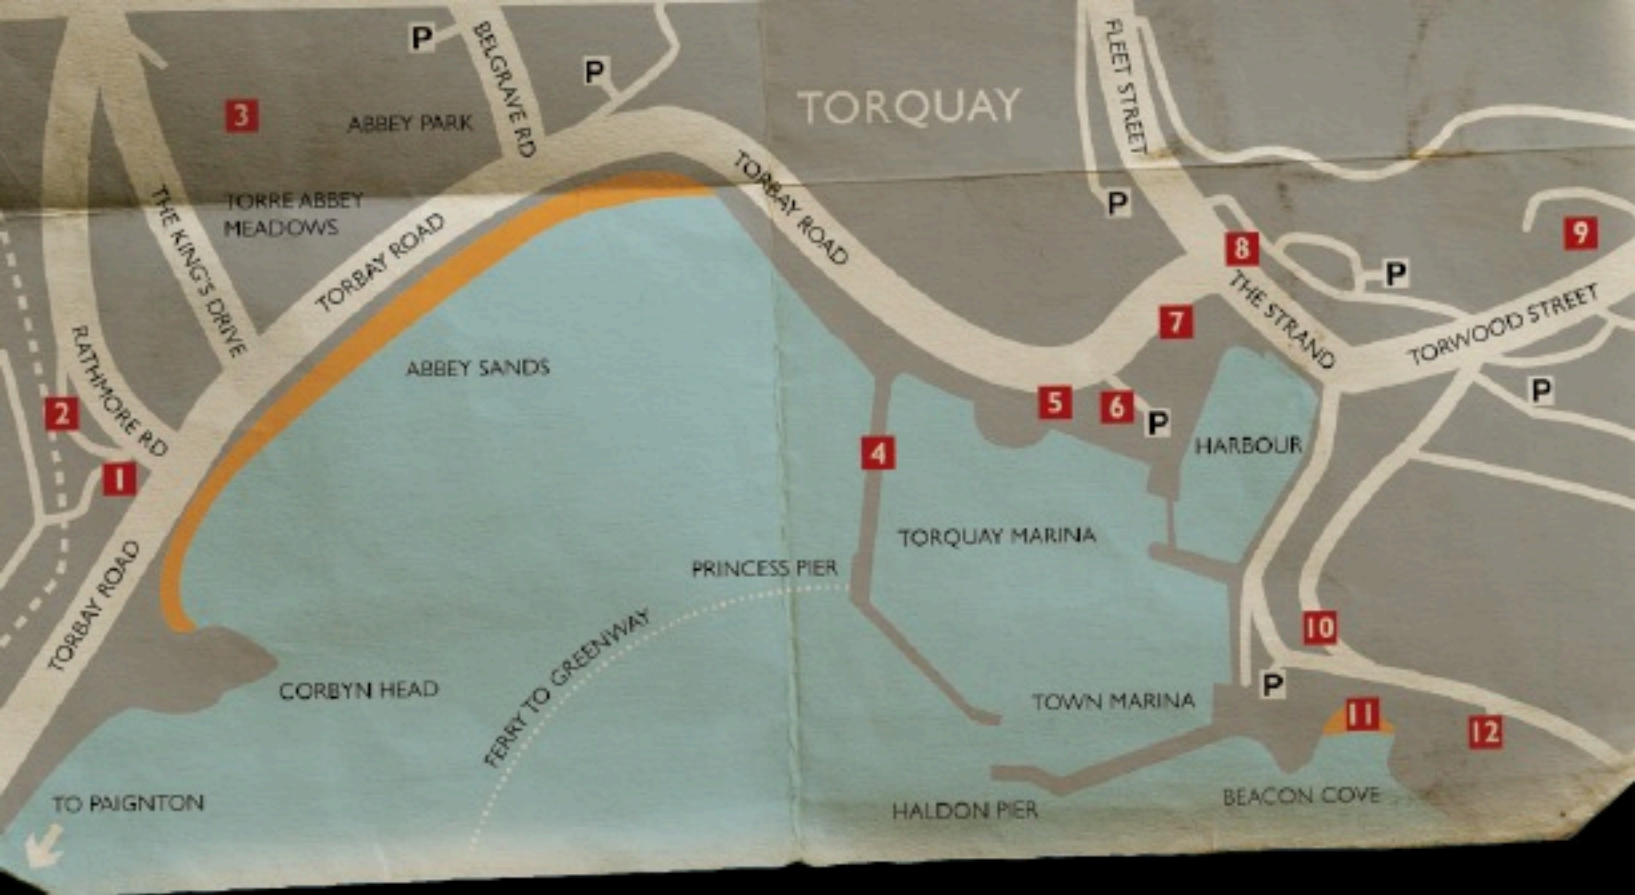 P
BELGRAVE RD
P
FLEET STREET
TORQUAY
3
ABBEY PARK
TORRE ABBEY
MEADOWS
THE KING'S DRIVE
TORBAY ROAD
TORBAY ROAD
P
8
9
P
THE STRAND
7
TORWOOD STREET
RATHMORE RD
ABBEY SANDS
2
5
6
P
P
HARBOUR
4
1
TORQUAY MARINA
PRINCESS PIER
TORBAY ROAD
FERRY TO GREENWAY
10
CORBYN HEAD
P
TOWN MARINA
11
12
TO PAIGNTON
HALDON PIER
BEACON COVE